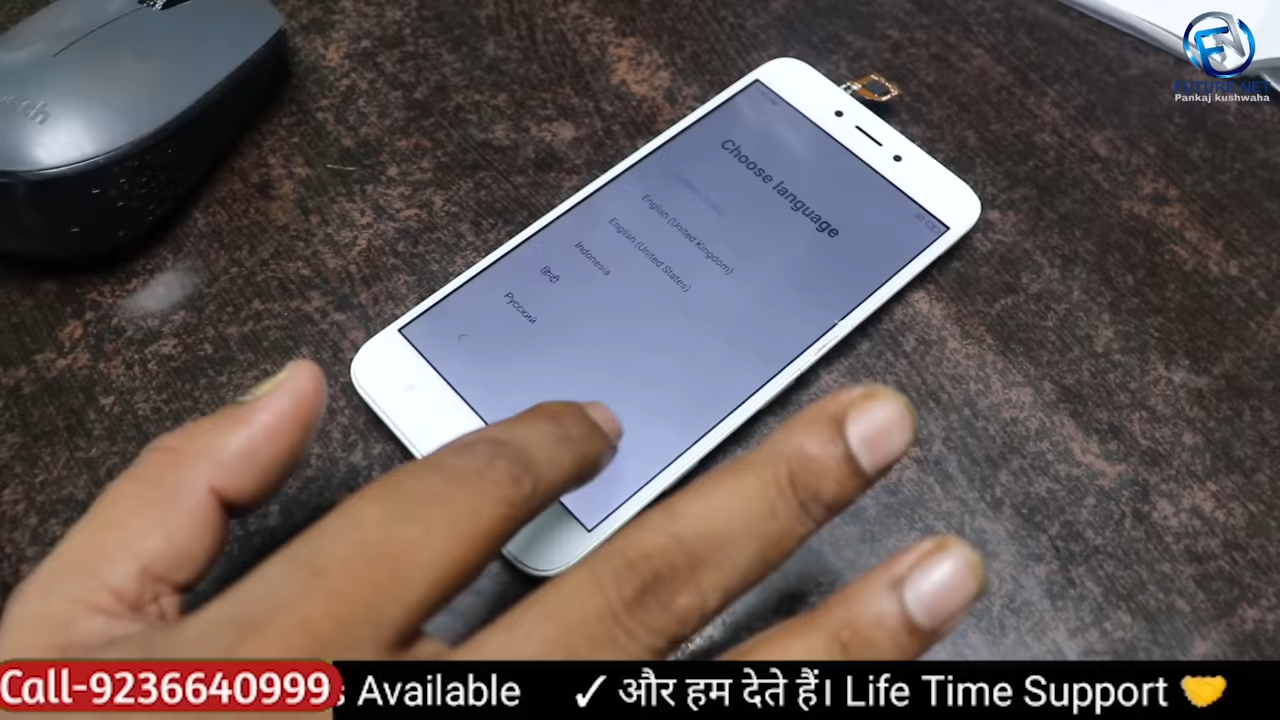 FUTURE NET
Pankaj kushwaha
Choose language
English (United Kingdom)
English (United States)
Indonesia
हिन्दी
Русский
Call-9236640999
Available ✓ और हम देते हैं। Life Time Support 🤝